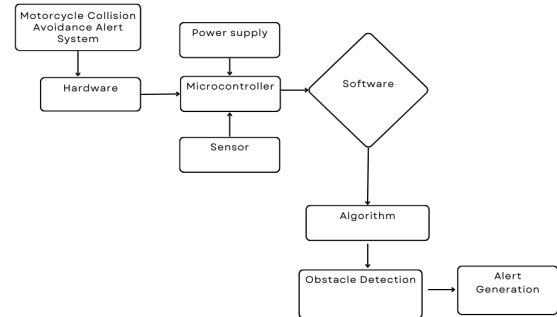 Motorcycle Collision
Avoidance Alert
System
Power supply
Hardware
Microcontroller
Software
Sensor
Algorithm
Obstacle Detection
Alert
Generation